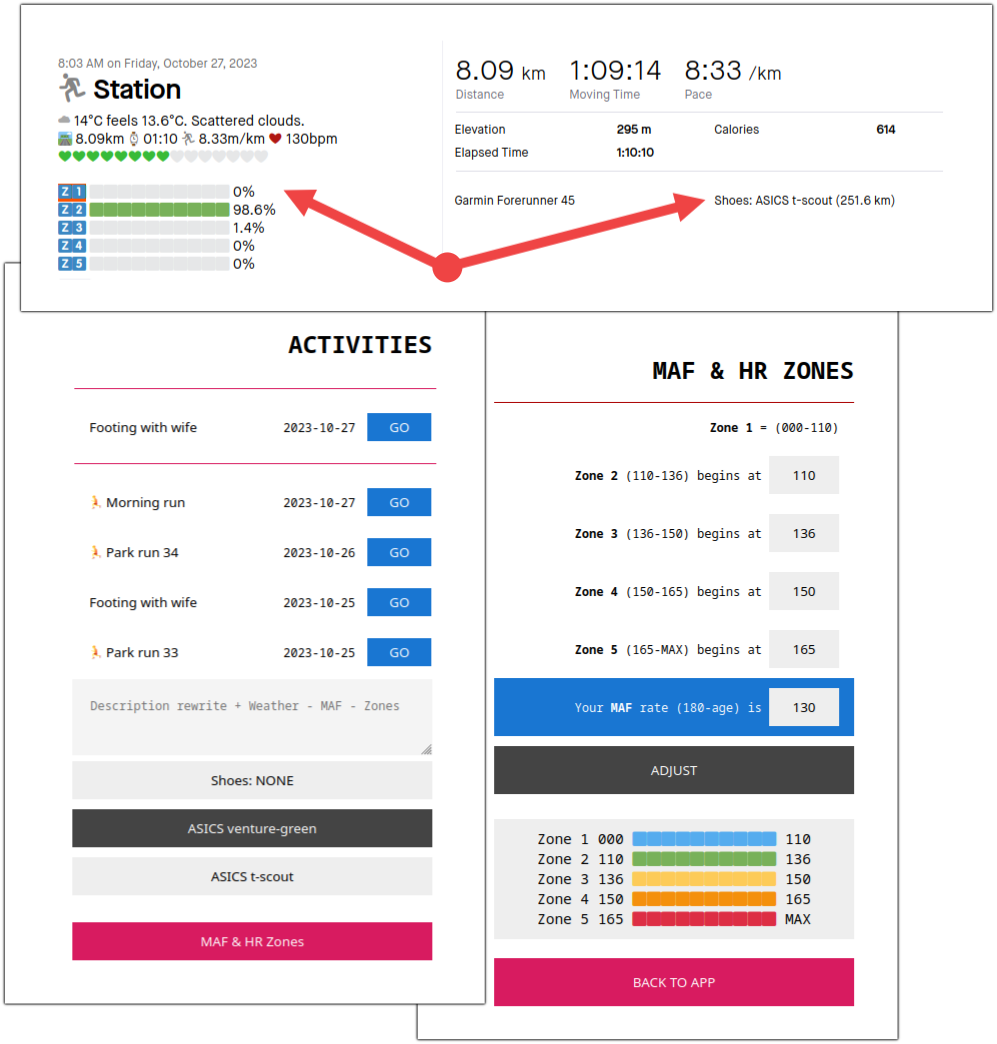 8:03 AM on Friday, October 27, 2023
Station
14°C feels 13.6°C. Scattered clouds.
8.09km 01:10 8.33m/km 130bpm
Z 1 0%
Z 2 98.6%
Z 3 1.4%
Z 4 0%
Z 5 0%
8.09 km 1:09:14 8:33 /km
Distance Moving Time Pace
Elevation 295 m Calories 614
Elapsed Time 1:10:10
Garmin Forerunner 45 Shoes: ASICS t-scout (251.6 km)
ACTIVITIES
Footing with wife 2023-10-27 GO
Morning run 2023-10-27 GO
Park run 34 2023-10-26 GO
Footing with wife 2023-10-25 GO
Park run 33 2023-10-25 GO
Description rewrite + Weather - MAF - Zones
Shoes: NONE
ASICS venture-green
ASICS t-scout
MAF & HR Zones
MAF & HR ZONES
Zone 1 = (000-110)
Zone 2 (110-136) begins at 110
Zone 3 (136-150) begins at 136
Zone 4 (150-165) begins at 150
Zone 5 (165-MAX) begins at 165
Your MAF rate (180-age) is 130
ADJUST
Zone 1 000 110
Zone 2 110 136
Zone 3 136 150
Zone 4 150 165
Zone 5 165 MAX
BACK TO APP